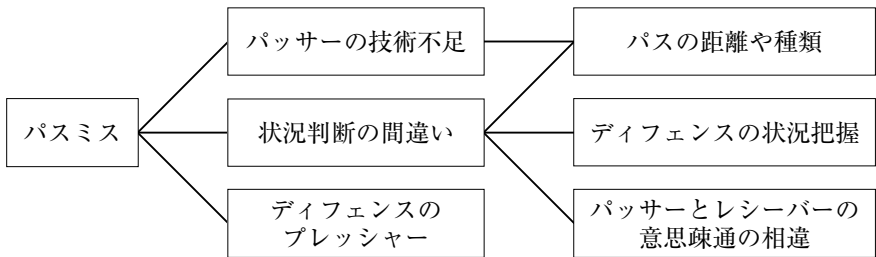 パッサーの技術不足
パスの距離や種類
パスミス
状況判断の間違い
ディフェンスの状況把握
ディフェンスの
プレッシャー
パッサーとレシーバーの
意思疎通の相違